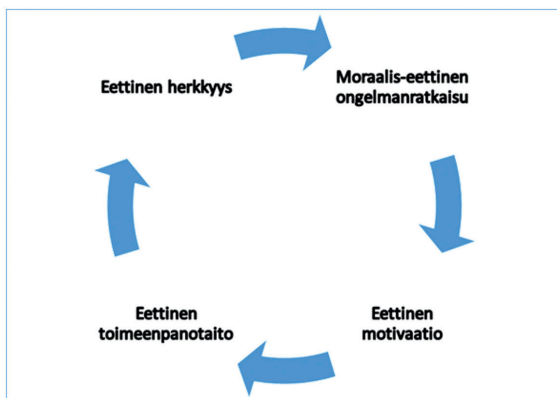 Eettinen herkkyys
Moraalis-eettinen
ongelmanratkaisu
Eettinen
motivaatio
Eettinen
toimeenpanotaito